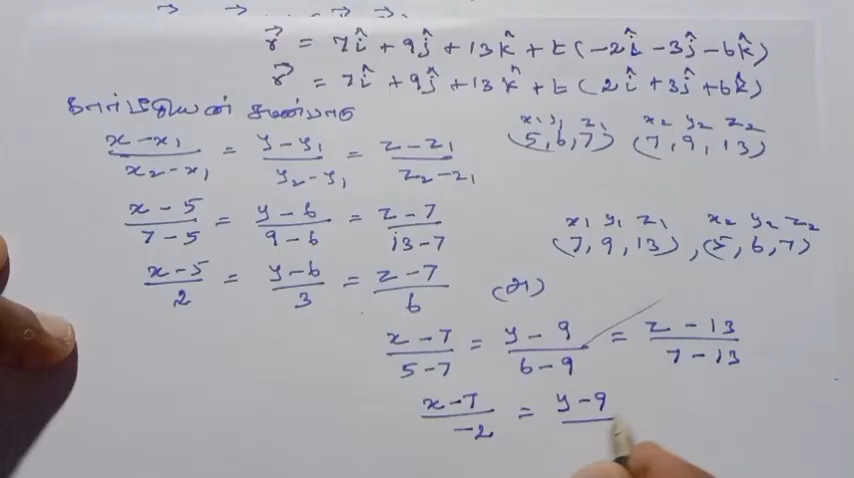 r⃗ = 7î + 9ĵ + 13k̂ + t(-2î - 3ĵ - 6k̂)
r⃗ = 7î + 9ĵ + 13k̂ + t(2î + 3ĵ + 6k̂)
கார்டீசியன் சமன்பாடு
x₁ y₁ z₁ x₂ y₂ z₂
(5, 6, 7) (7, 9, 13)
(x - x₁)/(x₂ - x₁) = (y - y₁)/(y₂ - y₁) = (z - z₁)/(z₂ - z₁)
(x - 5)/(7 - 5) = (y - 6)/(9 - 6) = (z - 7)/(13 - 7)
x₁ y₁ z₁ x₂ y₂ z₂
(7, 9, 13), (5, 6, 7)
(x - 5)/2 = (y - 6)/3 = (z - 7)/6
(அ)
(x - 7)/(5 - 7) = (y - 9)/(6 - 9) = (z - 13)/(7 - 13)
(x - 7)/-2 = y - 9